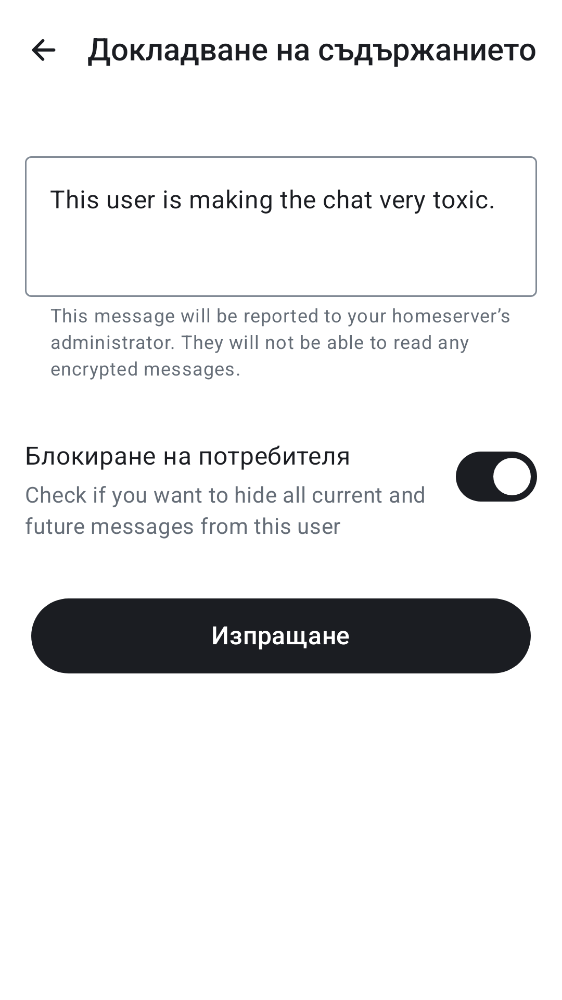 Докладване на съдържанието
This user is making the chat very toxic.
This message will be reported to your homeserver’s
administrator. They will not be able to read any
encrypted messages.
Блокиране на потребителя
Check if you want to hide all current and
future messages from this user
Изпращане